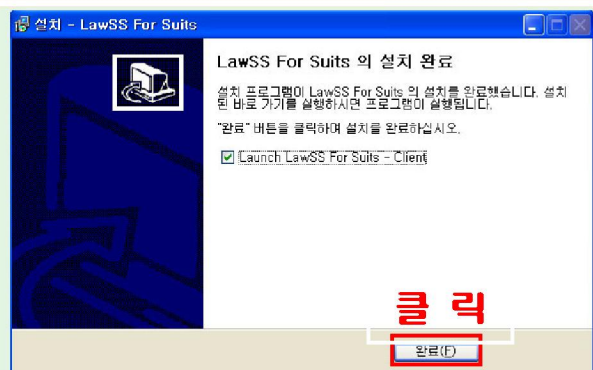 설치 - LawSS For Suits
LawSS For Suits 의 설치 완료
설치 프로그램이 LawSS For Suits 의 설치를 완료했습니다. 설치
된 바로 가기를 실행하시면 프로그램이 실행됩니다.
"완료" 버튼을 클릭하여 설치를 완료하십시오.
Launch LawSS For Suits - Client
클 릭
완료(F)